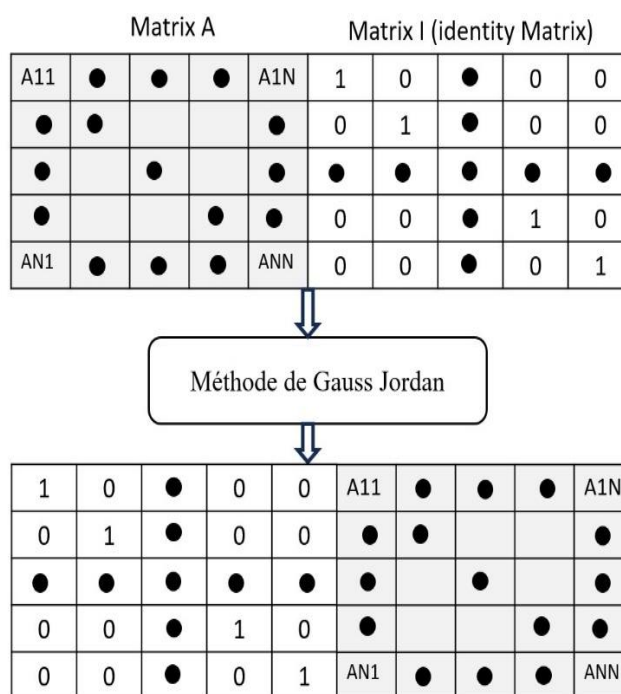 Matrix A Matrix I (identity Matrix)
A11 ● ● ● A1N 1 0 ● 0 0
● ● ● 0 1 ● 0 0
● ● ● ● ● ● ● ●
● ● ● 0 0 ● 1 0
AN1 ● ● ● ANN 0 0 ● 0 1
Méthode de Gauss Jordan
1 0 ● 0 0 A11 ● ● ● A1N
0 1 ● 0 0 ● ● ●
● ● ● ● ● ● ● ●
0 0 ● 1 0 ● ● ●
0 0 ● 0 1 AN1 ● ● ● ANN